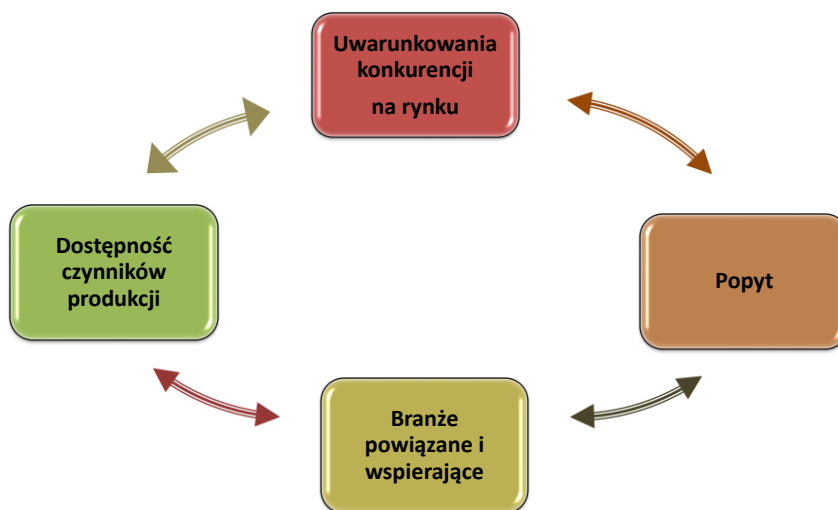 Uwarunkowania
konkurencji
na rynku
Dostępność
czynników
produkcji
Popyt
Branże
powiązane i
wspierające